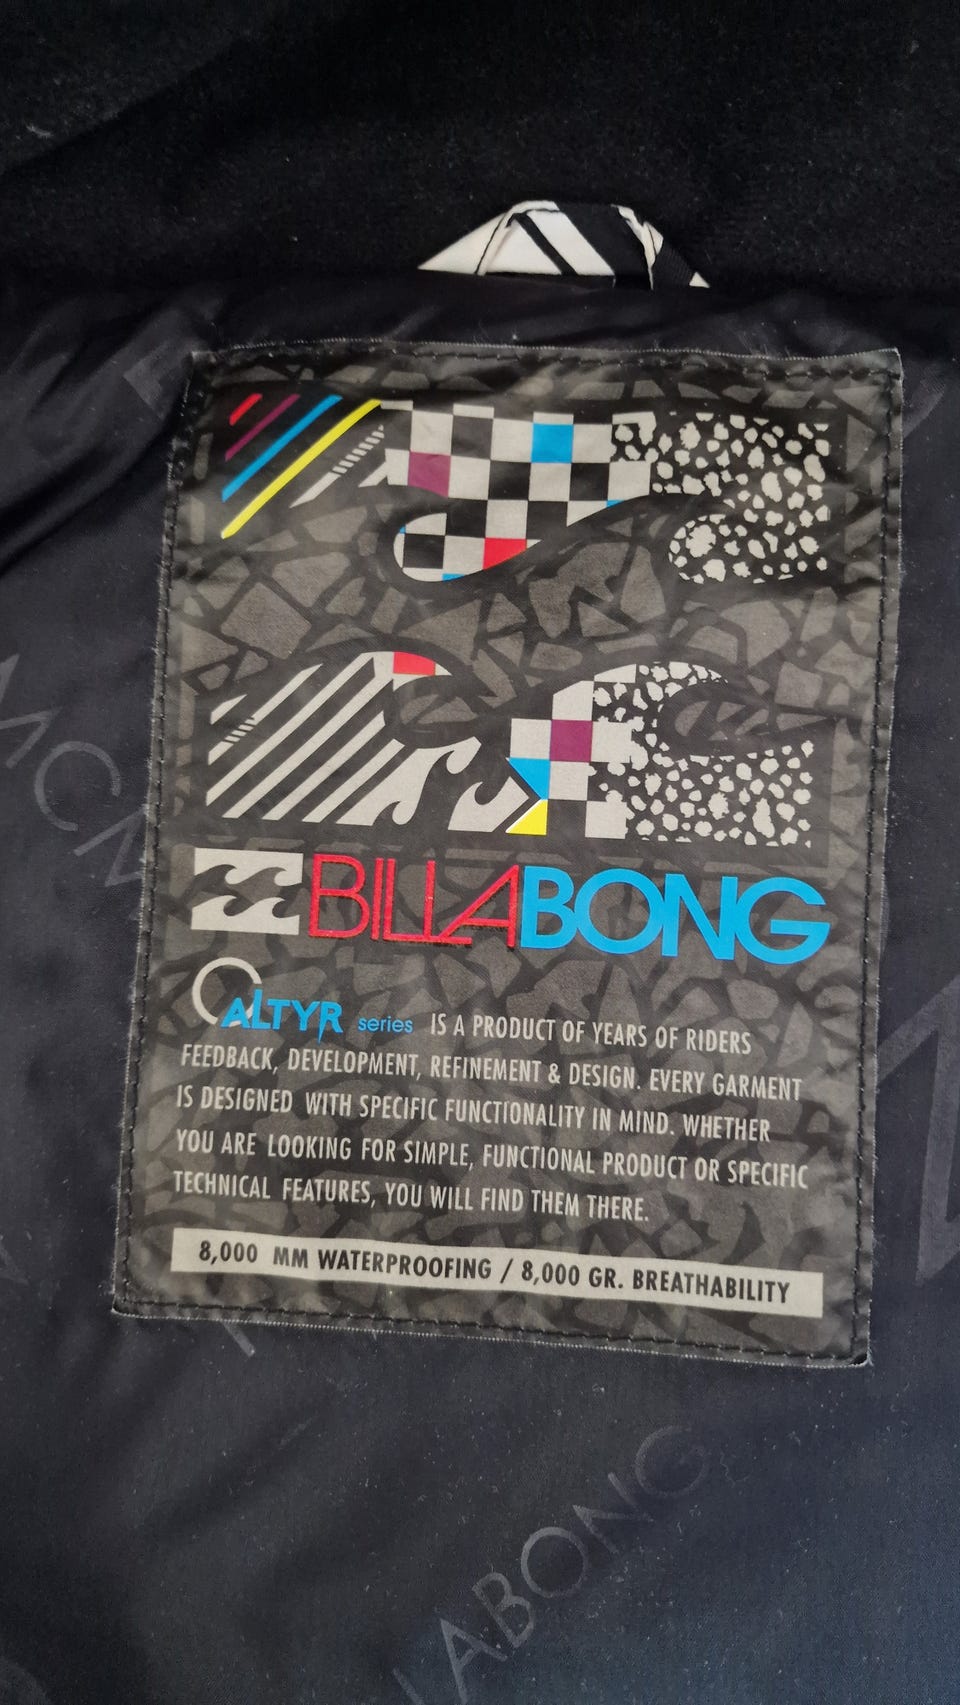 BILLABONG
ALTYR series IS A PRODUCT OF YEARS OF RIDERS
FEEDBACK, DEVELOPMENT, REFINEMENT & DESIGN. EVERY GARMENT
IS DESIGNED WITH SPECIFIC FUNCTIONALITY IN MIND. WHETHER
YOU ARE LOOKING FOR SIMPLE, FUNCTIONAL PRODUCT OR SPECIFIC
TECHNICAL FEATURES, YOU WILL FIND THEM THERE.
8,000 MM WATERPROOFING / 8,000 GR. BREATHABILITY
LABONG